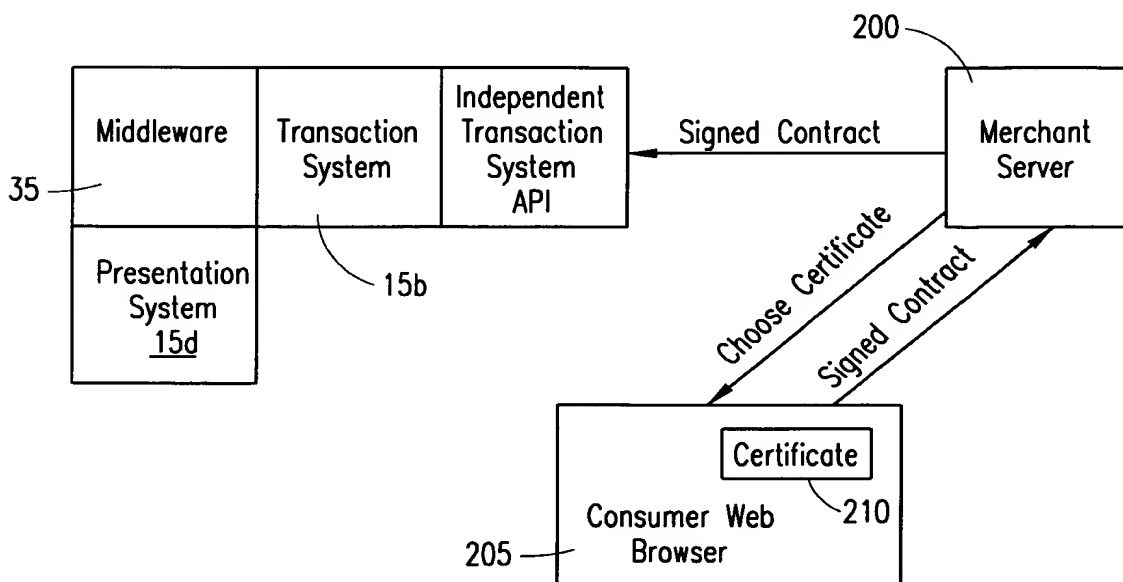 200
Middleware
Transaction
System
Independent
Transaction
System
API
Signed Contract
Merchant
Server
35
Presentation
System
15d
15b
Choose Certificate
Signed Contract
Certificate
210
Consumer Web
Browser
205